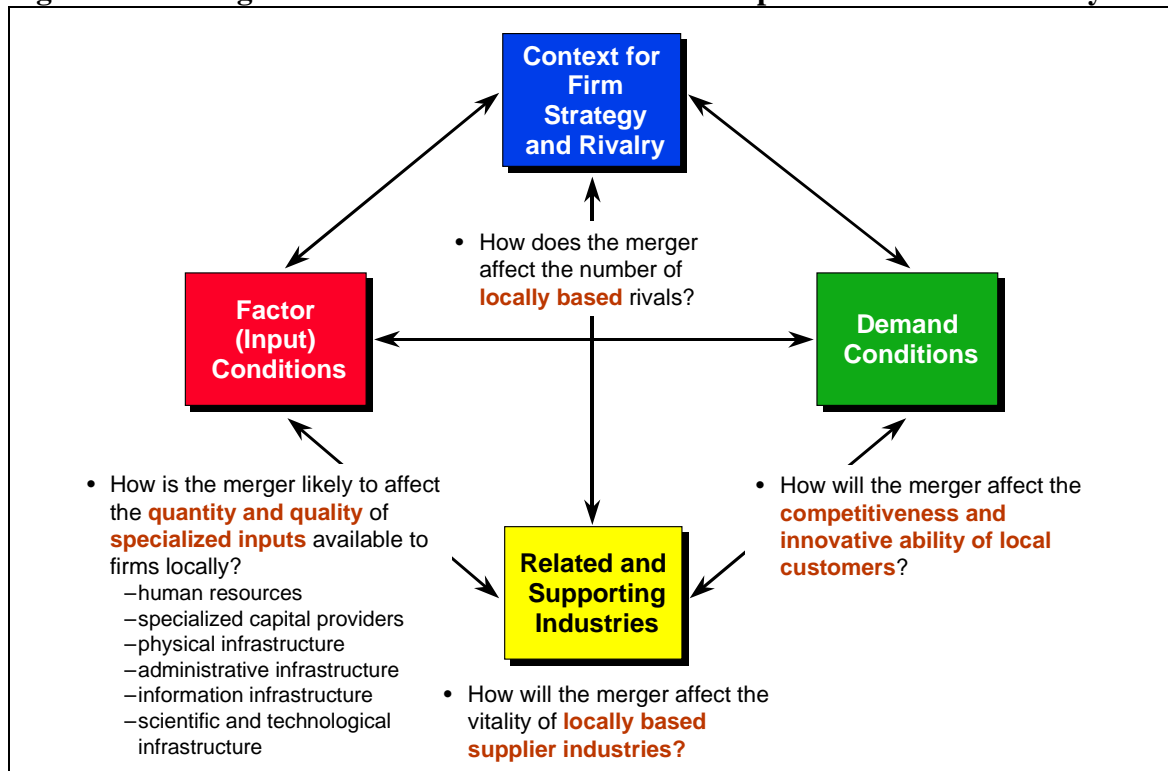 Context for
Firm
Strategy
and Rivalry
• How does the merger
affect the number of
locally based rivals?
Factor
(Input)
Conditions
Demand
Conditions
• How is the merger likely to affect
the quantity and quality of
specialized inputs available to
firms locally?
–human resources
–specialized capital providers
–physical infrastructure
–administrative infrastructure
–information infrastructure
–scientific and technological
infrastructure
• How will the merger affect the
competitiveness and
innovative ability of local
customers?
Related and
Supporting
Industries
• How will the merger affect the
vitality of locally based
supplier industries?